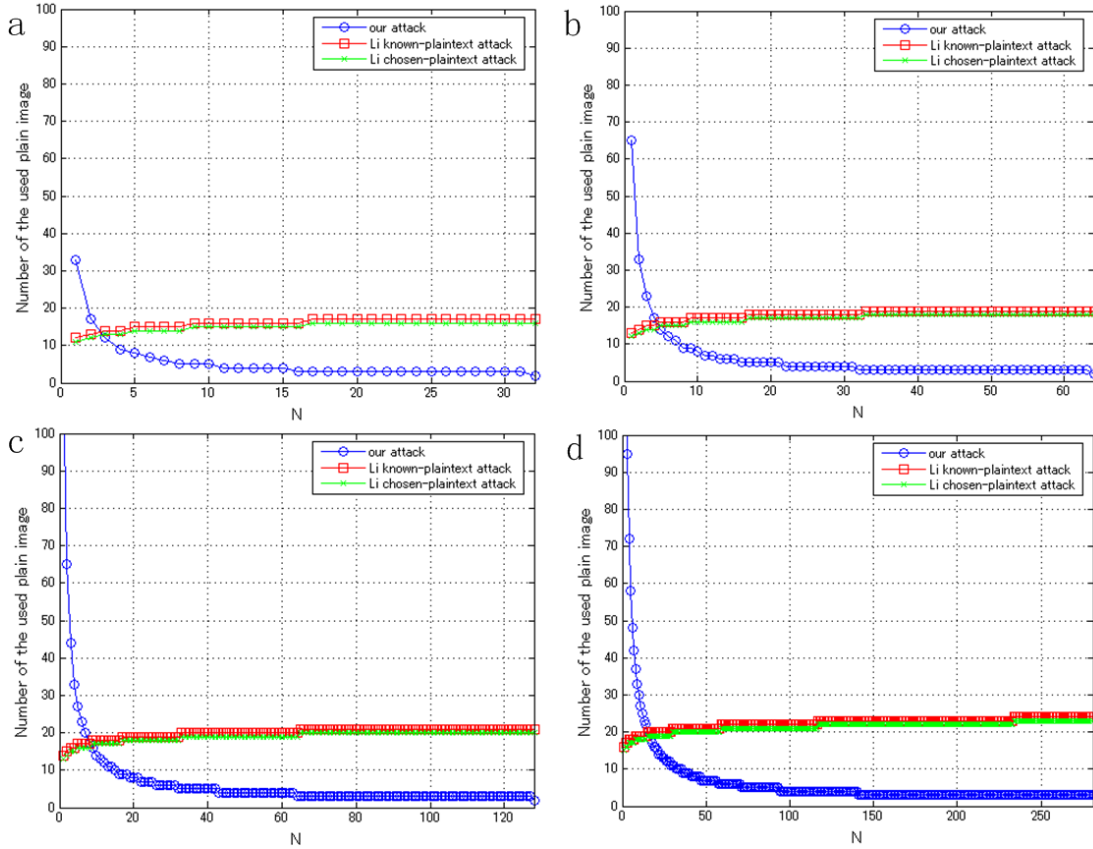 a
our attack
Li known-plaintext attack
Li chosen-plaintext attack
Number of the used plain image
100
90
80
70
60
50
40
30
20
10
0
0 5 10 15 20 25 30
N
b
our attack
Li known-plaintext attack
Li chosen-plaintext attack
Number of the used plain image
100
90
80
70
60
50
40
30
20
10
0
0 10 20 30 40 50 60
N
c
our attack
Li known-plaintext attack
Li chosen-plaintext attack
Number of the used plain image
100
90
80
70
60
50
40
30
20
10
0
0 20 40 60 80 100 120
N
d
our attack
Li known-plaintext attack
Li chosen-plaintext attack
Number of the used plain image
100
90
80
70
60
50
40
30
20
10
0
0 50 100 150 200 250
N